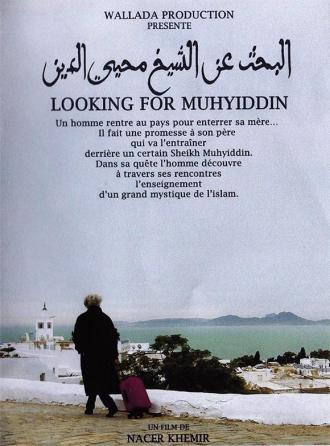 WALLADA PRODUCTION
PRESENTE
البحث عن الشيخ محيي الدين
LOOKING FOR MUHYIDDIN
Un homme rentre au pays pour enterrer sa mère...
Il fait une promesse à son père
qui va l'entraîner
derrière un certain Sheikh Muhyiddin.
Dans sa quête l'homme découvre
à travers ses rencontres
l'enseignement
d'un grand mystique de l'islam.
UN FILM DE
NACER KHEMIR